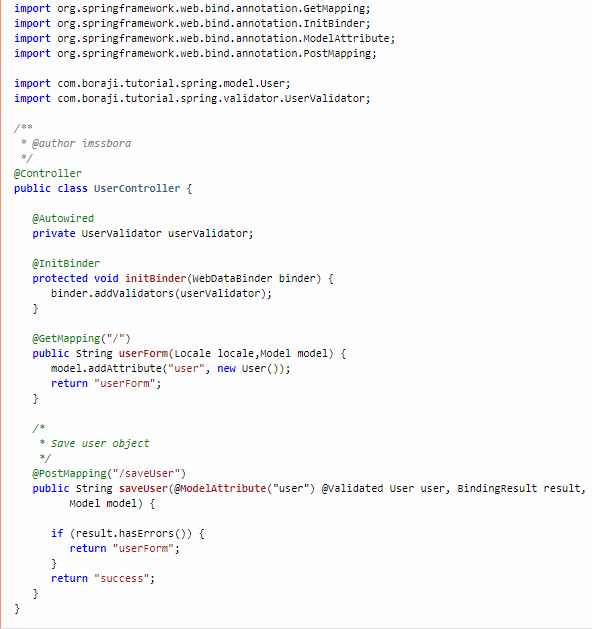 import org.springframework.web.bind.annotation.GetMapping;
import org.springframework.web.bind.annotation.InitBinder;
import org.springframework.web.bind.annotation.ModelAttribute;
import org.springframework.web.bind.annotation.PostMapping;

import com.boraji.tutorial.spring.model.User;
import com.boraji.tutorial.spring.validator.UserValidator;

/**
 * @author imssbora
 */
@Controller
public class UserController {

   @Autowired
   private UserValidator userValidator;

   @InitBinder
   protected void initBinder(WebDataBinder binder) {
      binder.addValidators(userValidator);
   }

   @GetMapping("/")
   public String userForm(Locale locale,Model model) {
      model.addAttribute("user", new User());
      return "userForm";
   }

   /*
    * Save user object
    */
   @PostMapping("/saveUser")
   public String saveUser(@ModelAttribute("user") @Validated User user, BindingResult result,
         Model model) {

      if (result.hasErrors()) {
         return "userForm";
      }
      return "success";
   }
}